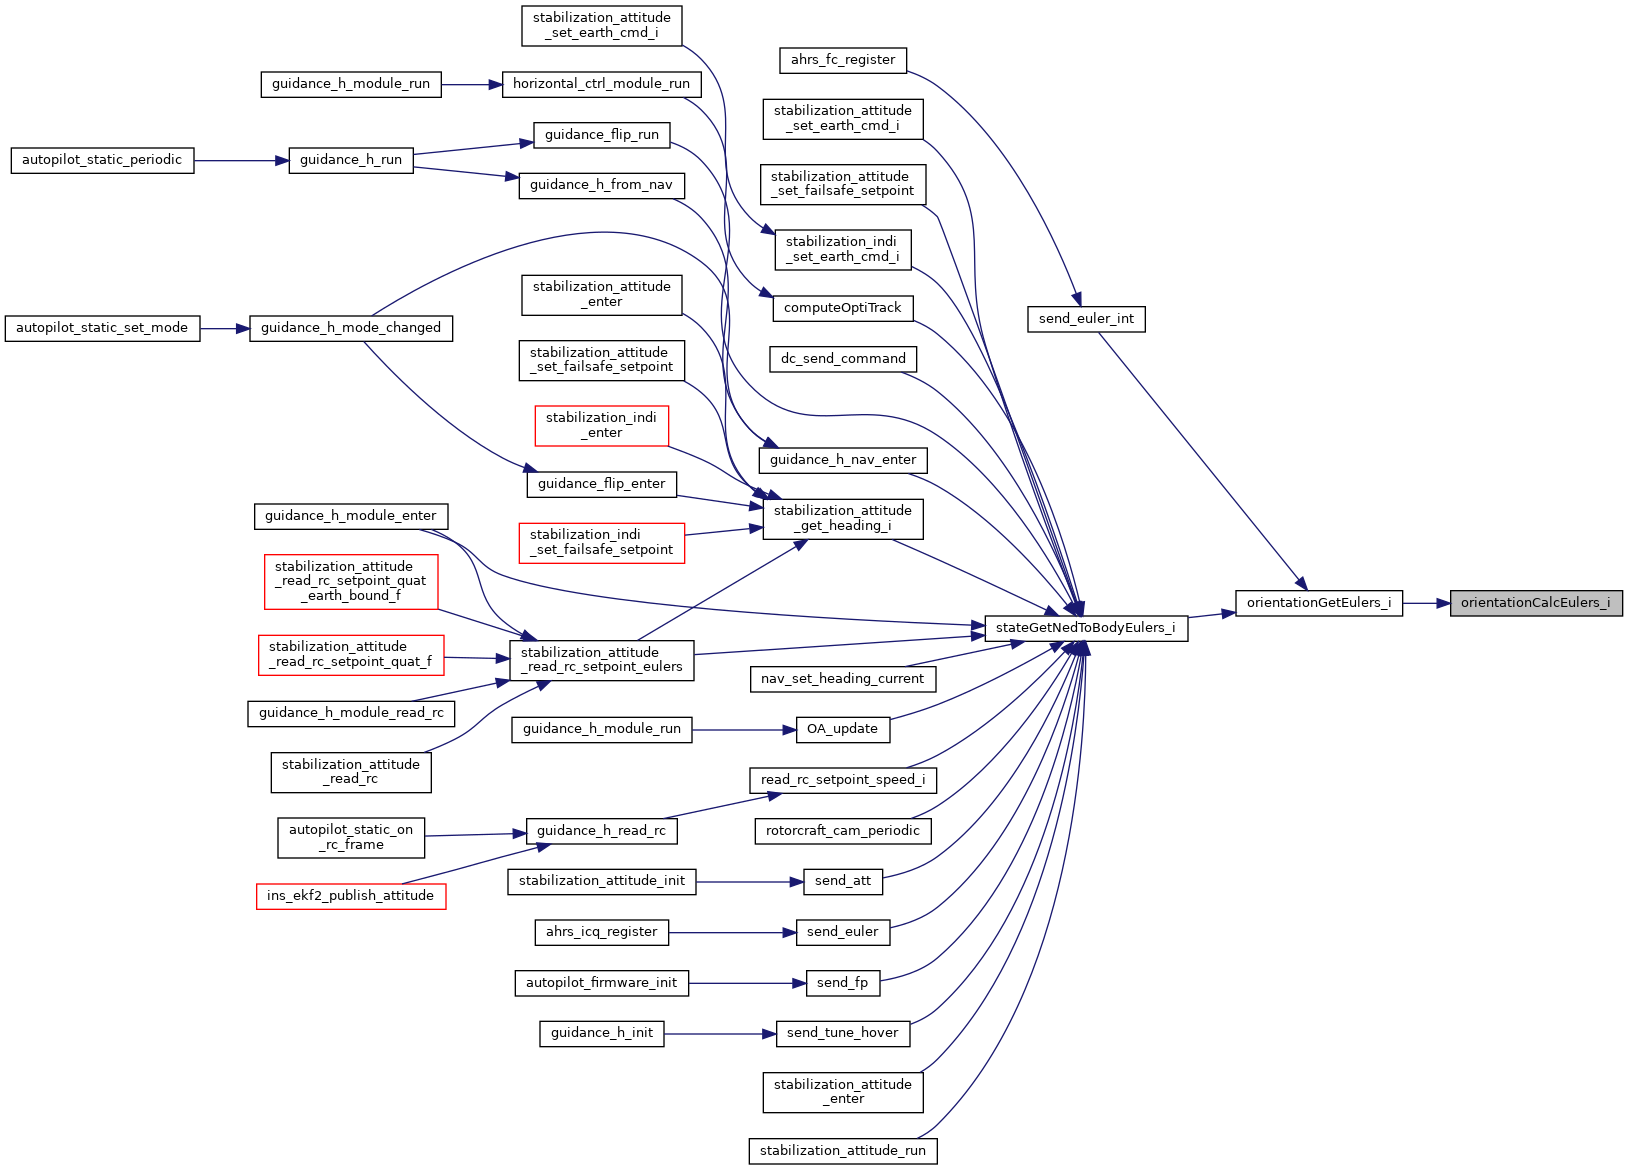 stabilization_attitude
_set_earth_cmd_i
ahrs_fc_register
guidance_h_module_run
horizontal_ctrl_module_run
stabilization_attitude
_set_earth_cmd_i
guidance_flip_run
autopilot_static_periodic
guidance_h_run
guidance_h_from_nav
stabilization_attitude
_set_failsafe_setpoint
stabilization_indi
_set_earth_cmd_i
stabilization_attitude
_enter
computeOptiTrack
send_euler_int
autopilot_static_set_mode
guidance_h_mode_changed
stabilization_attitude
_set_failsafe_setpoint
dc_send_command
stabilization_indi
_enter
guidance_h_nav_enter
guidance_flip_enter
guidance_h_module_enter
stabilization_attitude
_get_heading_i
stabilization_indi
_set_failsafe_setpoint
stabilization_attitude
_read_rc_setpoint_quat
_earth_bound_f
orientationGetEulers_i
orientationCalcEulers_i
stateGetNedToBodyEulers_i
stabilization_attitude
_read_rc_setpoint_quat_f
stabilization_attitude
_read_rc_setpoint_eulers
nav_set_heading_current
guidance_h_module_read_rc
guidance_h_module_run
OA_update
stabilization_attitude
_read_rc
read_rc_setpoint_speed_i
autopilot_static_on
_rc_frame
guidance_h_read_rc
rotorcraft_cam_periodic
ins_ekf2_publish_attitude
stabilization_attitude_init
send_att
ahrs_icq_register
send_euler
autopilot_firmware_init
send_fp
guidance_h_init
send_tune_hover
stabilization_attitude
_enter
stabilization_attitude_run